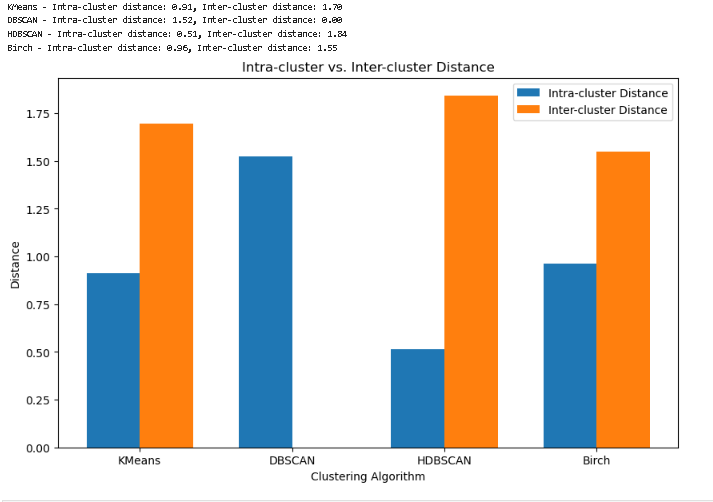 KMeans - Intra-cluster distance: 0.91, Inter-cluster distance: 1.70
DBSCAN - Intra-cluster distance: 1.52, Inter-cluster distance: 0.00
HDBSCAN - Intra-cluster distance: 0.51, Inter-cluster distance: 1.84
Birch - Intra-cluster distance: 0.96, Inter-cluster distance: 1.55
Intra-cluster vs. Inter-cluster Distance
Intra-cluster Distance
Inter-cluster Distance
1.75
1.50
1.25
1.00
0.75
0.50
0.25
0.00
Distance
KMeans
DBSCAN
HDBSCAN
Birch
Clustering Algorithm